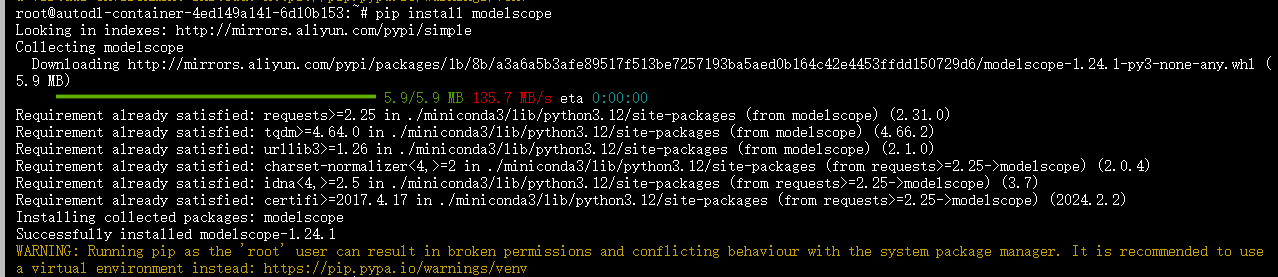 root@autodl-container-4ed149a141-6d10b153:~# pip install modelscope
Looking in indexes: http://mirrors.aliyun.com/pypi/simple
Collecting modelscope
  Downloading http://mirrors.aliyun.com/pypi/packages/1b/8b/a3a6a5b3afe89517f513be7257193ba5aed0b164c42e4453ffdd150729d6/modelscope-1.24.1-py3-none-any.whl (
5.9 MB)
5.9/5.9 MB 135.7 MB/s eta 0:00:00
Requirement already satisfied: requests>=2.25 in ./miniconda3/lib/python3.12/site-packages (from modelscope) (2.31.0)
Requirement already satisfied: tqdm>=4.64.0 in ./miniconda3/lib/python3.12/site-packages (from modelscope) (4.66.2)
Requirement already satisfied: urllib3>=1.26 in ./miniconda3/lib/python3.12/site-packages (from modelscope) (2.1.0)
Requirement already satisfied: charset-normalizer<4,>=2 in ./miniconda3/lib/python3.12/site-packages (from requests>=2.25->modelscope) (2.0.4)
Requirement already satisfied: idna<4,>=2.5 in ./miniconda3/lib/python3.12/site-packages (from requests>=2.25->modelscope) (3.7)
Requirement already satisfied: certifi>=2017.4.17 in ./miniconda3/lib/python3.12/site-packages (from requests>=2.25->modelscope) (2024.2.2)
Installing collected packages: modelscope
Successfully installed modelscope-1.24.1
WARNING: Running pip as the 'root' user can result in broken permissions and conflicting behaviour with the system package manager. It is recommended to use
a virtual environment instead: https://pip.pypa.io/warnings/venv